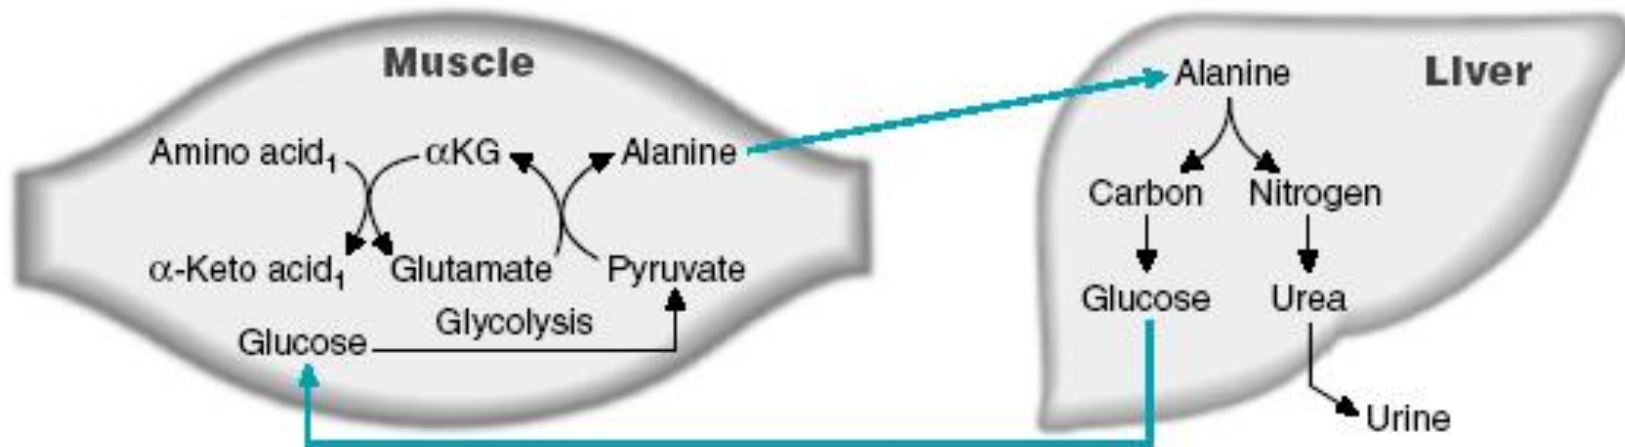 Muscle
Liver
Alanine
Amino acid₁ αKG Alanine
Carbon Nitrogen
α-Keto acid₁ Glutamate Pyruvate
Glucose Urea
Glycolysis
Glucose
Urine